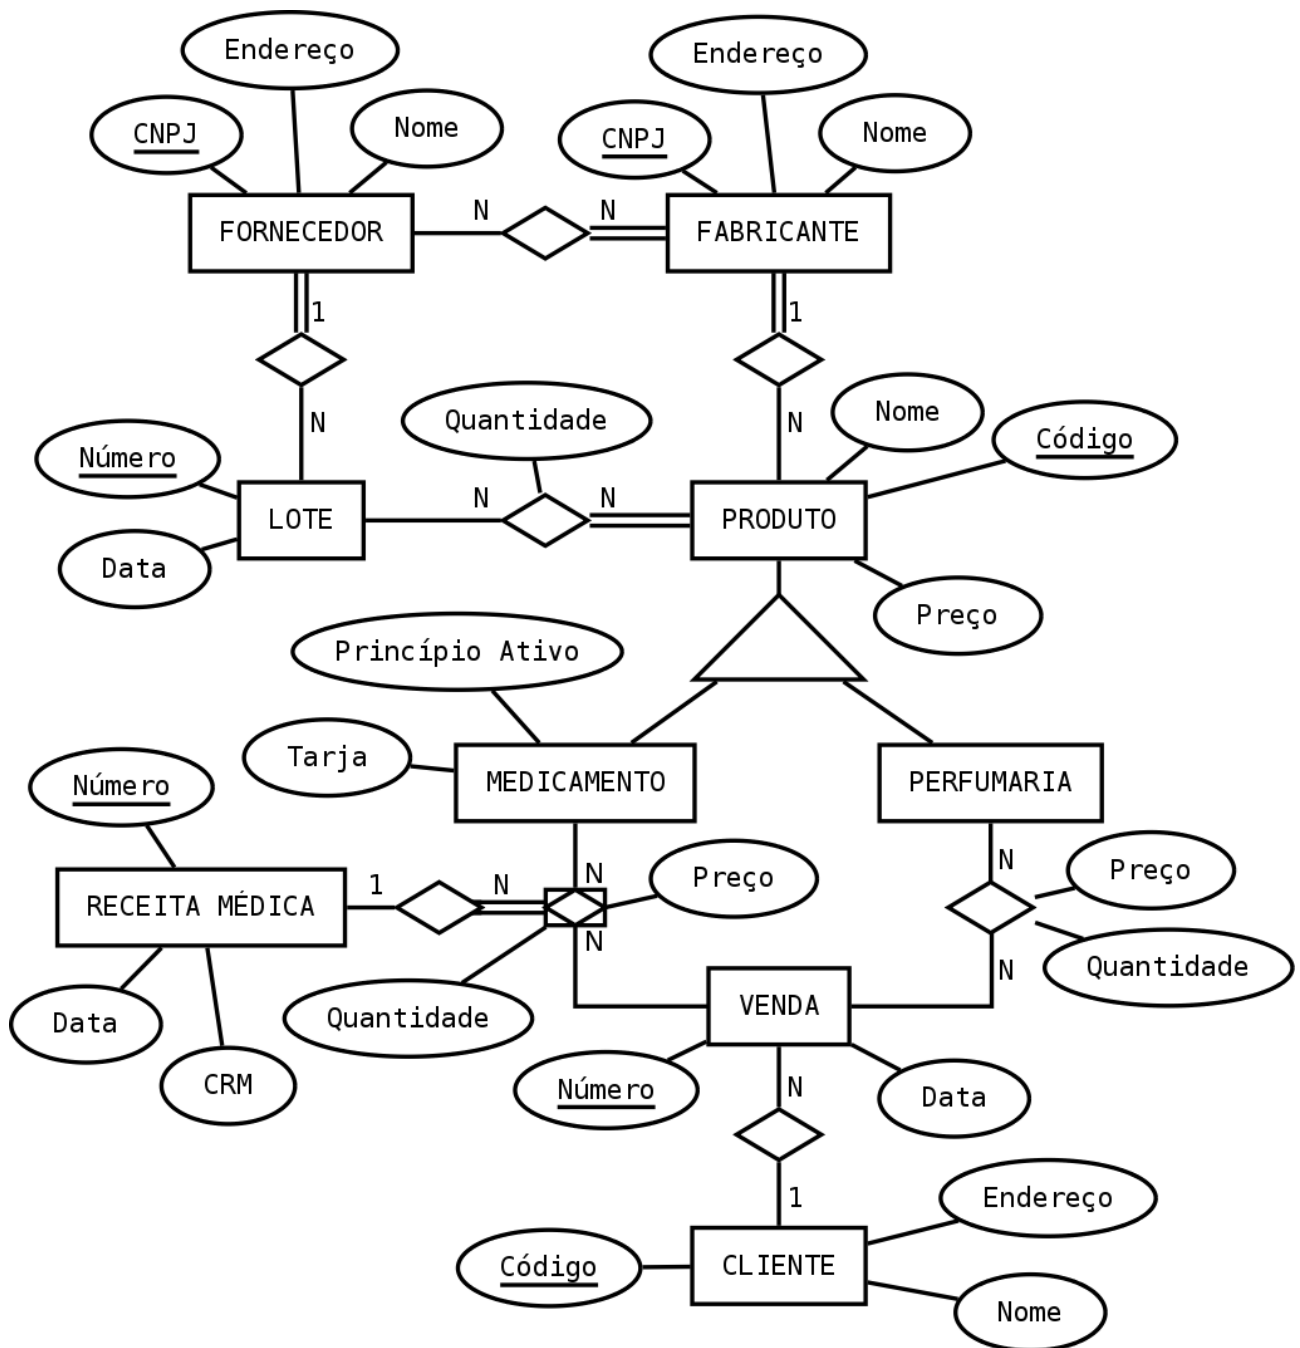 Endereço
Endereço
CNPJ
Nome
CNPJ
Nome
FORNECEDOR
N
N
FABRICANTE
1
1
N
Quantidade
N
Nome
Código
Número
LOTE
N
N
PRODUTO
Data
Preço
Princípio Ativo
Tarja
MEDICAMENTO
PERFUMARIA
Número
N
Preço
N
Preço
RECEITA MÉDICA
1
N
N
Quantidade
N
Data
Quantidade
VENDA
CRM
Número
N
Data
1
Endereço
Código
CLIENTE
Nome